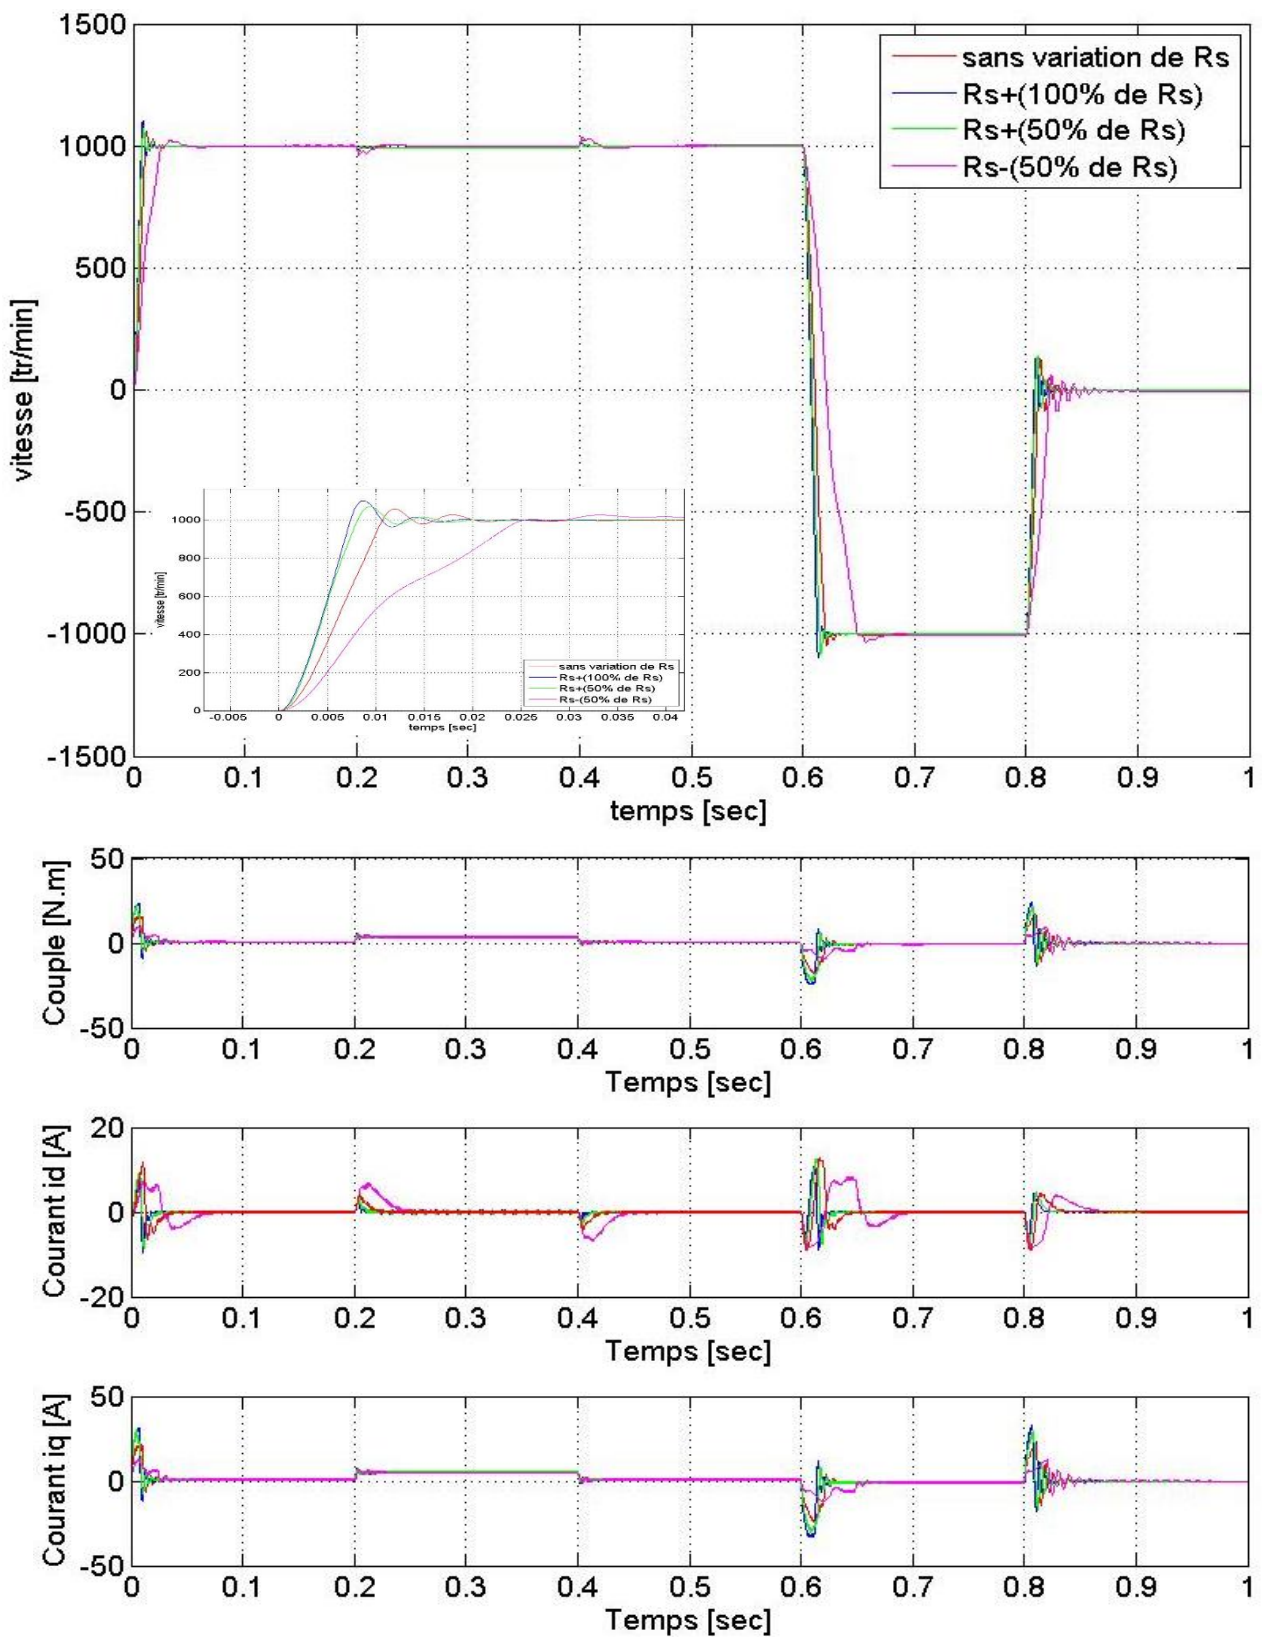 1500
1000
500
0
-500
-1000
-1500
vitesse [tr/min]
sans variation de Rs
Rs+(100% de Rs)
Rs+(50% de Rs)
Rs-(50% de Rs)
1000
800
600
400
200
0
vitesse [tr/min]
sans variation de Rs
Rs+(100% de Rs)
Rs+(50% de Rs)
Rs-(50% de Rs)
-0.005 0 0.005 0.01 0.015 0.02 0.025 0.03 0.035 0.04
temps [sec]
0 0.2 0.3 0.4 0.5 0.6 0.7 0.8 0.9 1
temps [sec]
50
0
-50
Couple [N.m]
0 0.1 0.2 0.3 0.4 0.5 0.6 0.7 0.8 0.9 1
Temps [sec]
20
0
-20
Courant id [A]
0 0.1 0.2 0.3 0.4 0.5 0.6 0.7 0.8 0.9 1
Temps [sec]
50
0
-50
Courant iq [A]
0 0.1 0.2 0.3 0.4 0.5 0.6 0.7 0.8 0.9 1
Temps [sec]